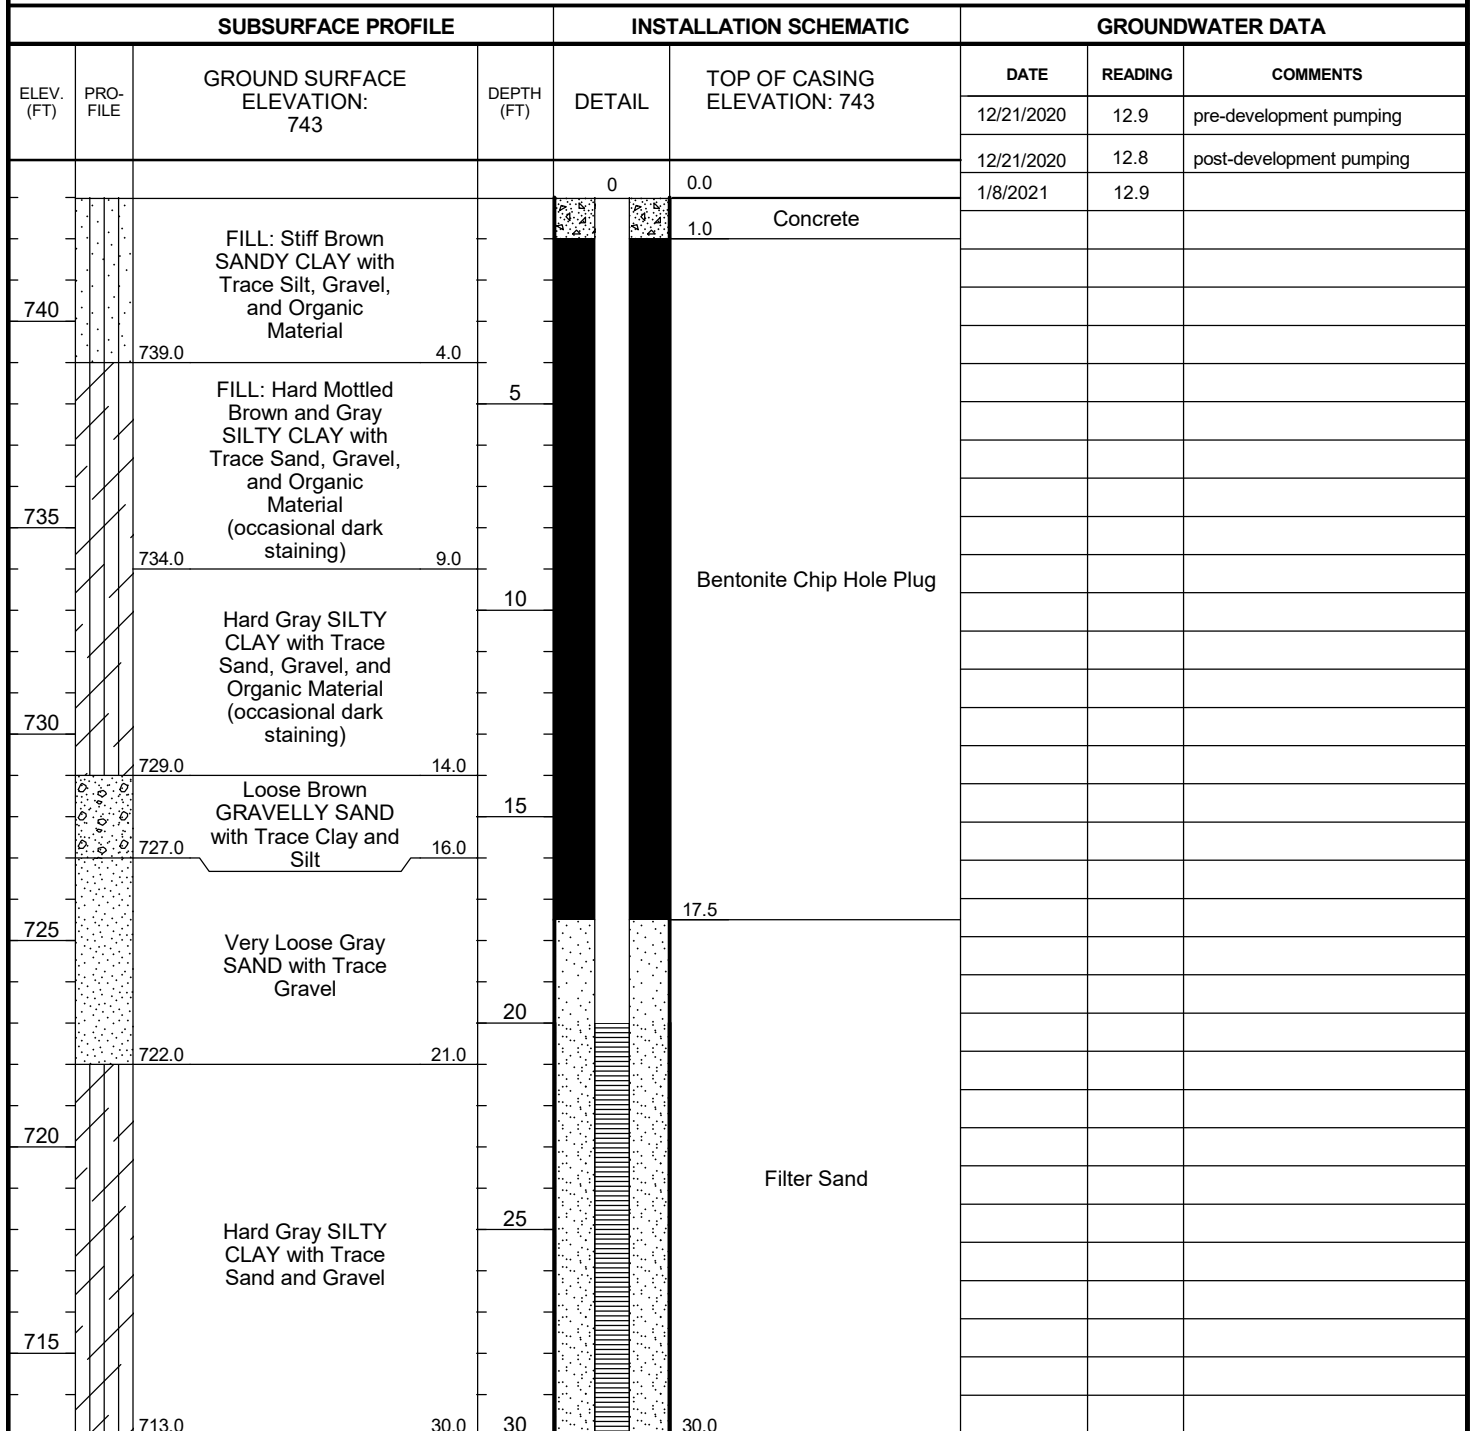 SUBSURFACE PROFILE
INSTALLATION SCHEMATIC
GROUNDWATER DATA
ELEV.
(FT)
PRO-
FILE
GROUND SURFACE
ELEVATION:
743
DEPTH
(FT)
DETAIL
TOP OF CASING
ELEVATION: 743
DATE READING COMMENTS
12/21/2020 12.9 pre-development pumping
12/21/2020 12.8 post-development pumping
1/8/2021 12.9
740
735
730
725
720
715
FILL: Stiff Brown
SANDY CLAY with
Trace Silt, Gravel,
and Organic
Material
739.0 4.0
FILL: Hard Mottled
Brown and Gray
SILTY CLAY with
Trace Sand, Gravel,
and Organic
Material
(occasional dark
staining)
734.0 9.0
Hard Gray SILTY
CLAY with Trace
Sand, Gravel, and
Organic Material
(occasional dark
staining)
729.0 14.0
Loose Brown
GRAVELLY SAND
with Trace Clay and
Silt
727.0 16.0
Very Loose Gray
SAND with Trace
Gravel
722.0 21.0
Hard Gray SILTY
CLAY with Trace
Sand and Gravel
713.0 30.0
5
10
15
20
25
30
0 0.0
Concrete
1.0
Bentonite Chip Hole Plug
17.5
Filter Sand
30.0